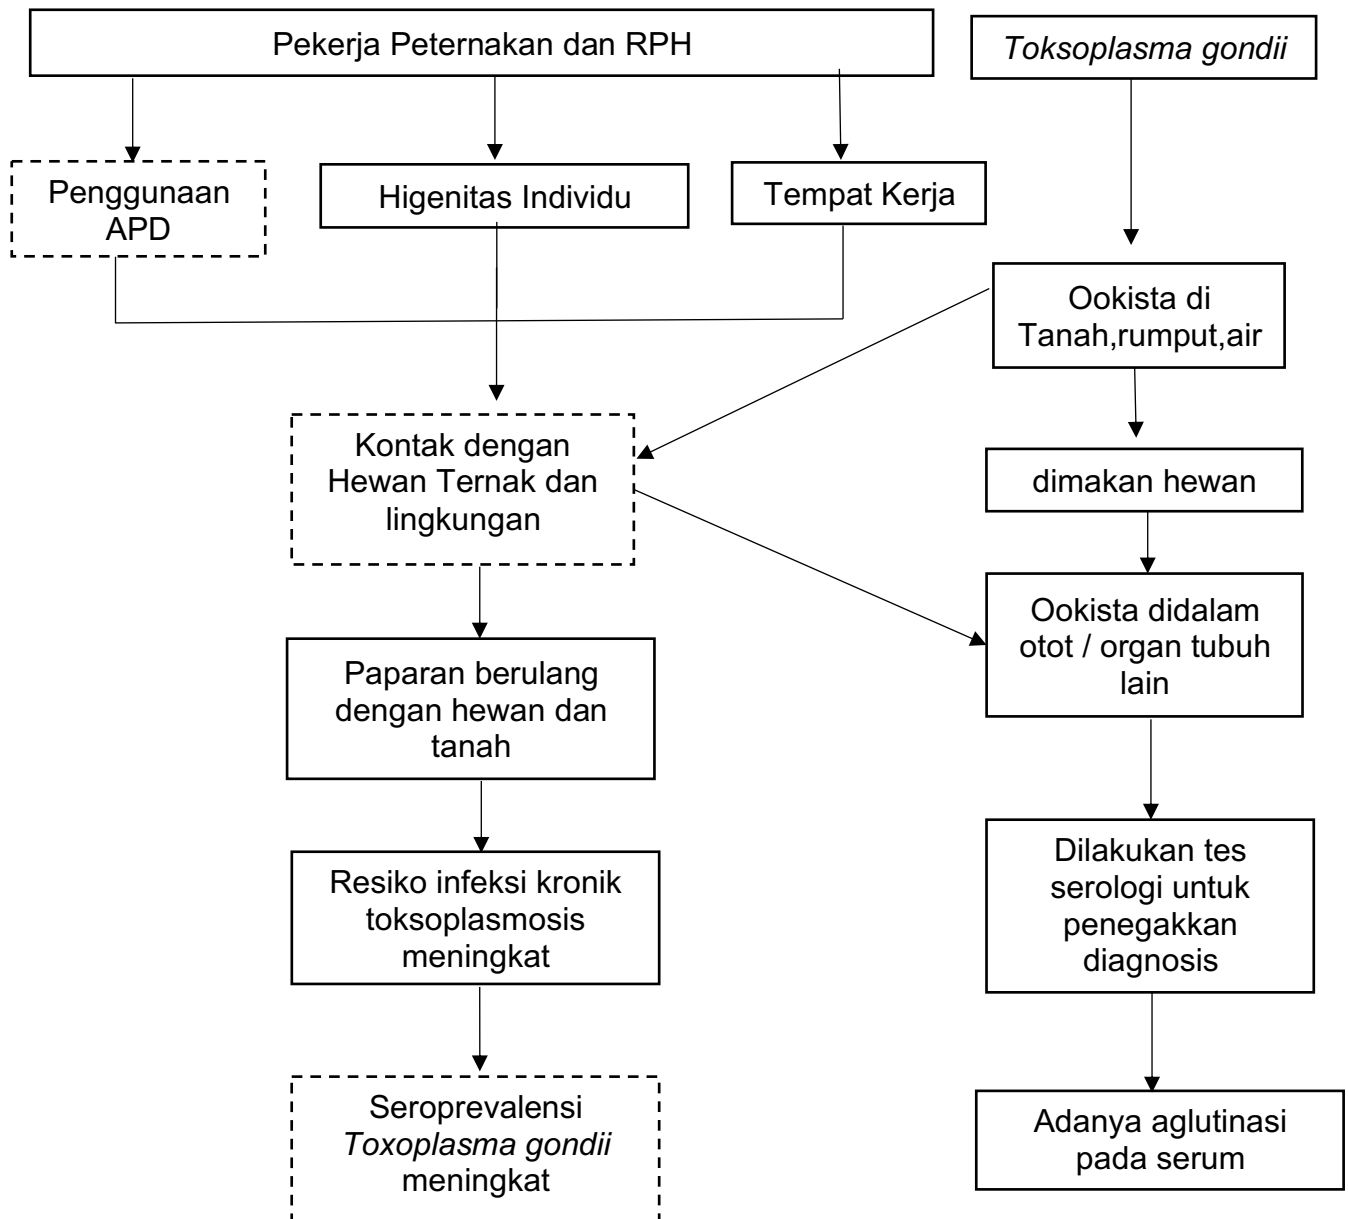 Pekerja Peternakan dan RPH
Toksoplasma gondii
Penggunaan
APD
Higenitas Individu
Tempat Kerja
Ookista di
Tanah,rumput,air
Kontak dengan
Hewan Ternak dan
lingkungan
dimakan hewan
Ookista didalam
otot / organ tubuh
lain
Paparan berulang
dengan hewan dan
tanah
Resiko infeksi kronik
toksoplasmosis
meningkat
Dilakukan tes
serologi untuk
penegakkan
diagnosis
Seroprevalensi
Toxoplasma gondii
meningkat
Adanya aglutinasi
pada serum